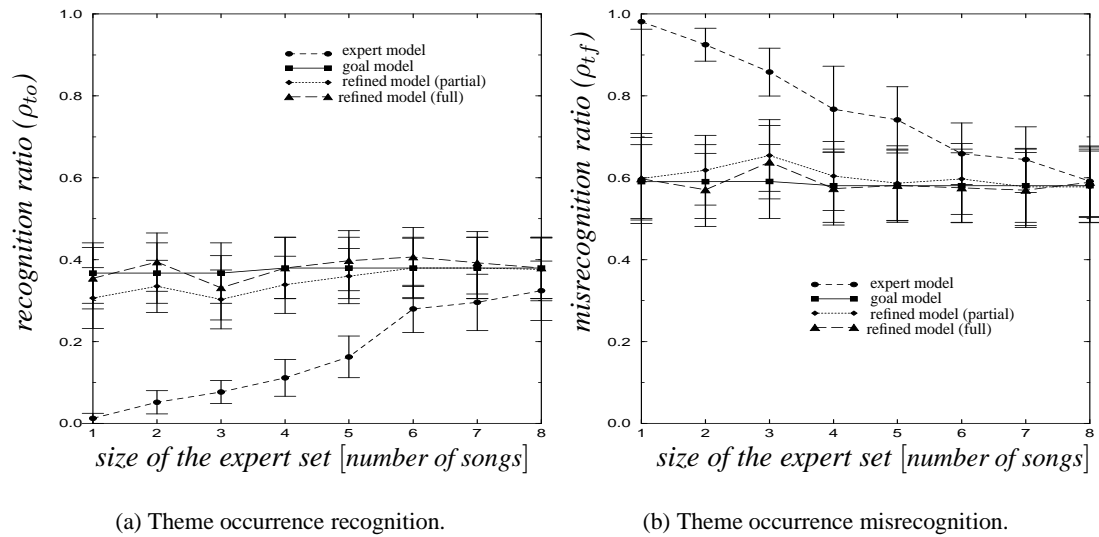 1.0
0.8
0.6
0.4
0.2
0.0
recognition ratio (ρto)
expert model
goal model
refined model (partial)
refined model (full)
1 2 3 4 5 6 7 8
size of the expert set [number of songs]
(a) Theme occurrence recognition.
1.0
0.8
0.6
0.4
0.2
0.0
misrecognition ratio (ρtf)
expert model
goal model
refined model (partial)
refined model (full)
1 2 3 4 5 6 7 8
size of the expert set [number of songs]
(b) Theme occurrence misrecognition.